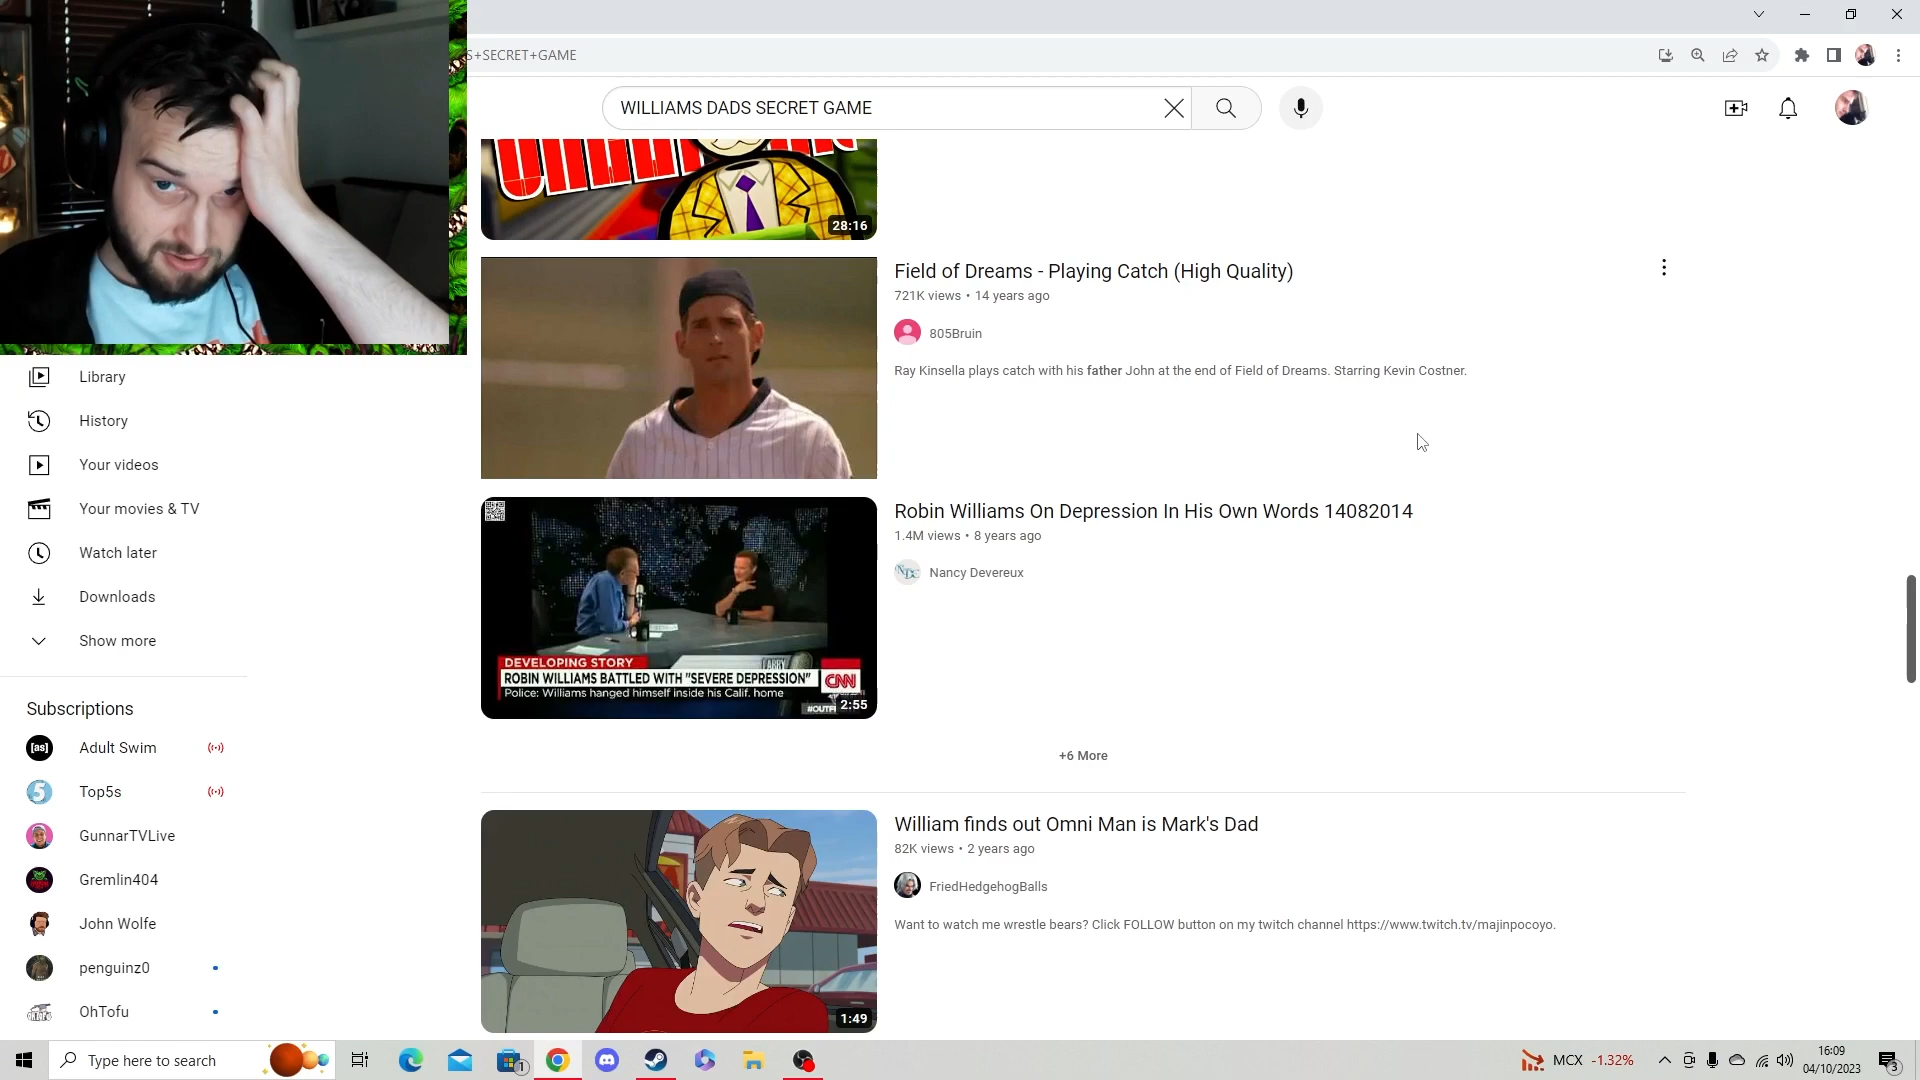 S+SECRET+GAME
WILLIAMS DADS SECRET GAME
28:16
Field of Dreams - Playing Catch (High Quality)
721K views • 14 years ago
805Bruin
Ray Kinsella plays catch with his father John at the end of Field of Dreams. Starring Kevin Costner.
Library
History
Your videos
Your movies & TV
Watch later
Downloads
Show more
Robin Williams On Depression In His Own Words 14082014
1.4M views • 8 years ago
Nancy Devereux
DEVELOPING STORY
ROBIN WILLIAMS BATTLED WITH "SEVERE DEPRESSION"
CNN
Police: Williams hanged himself inside his Calif. home
2:55
+6 More
Subscriptions
[as] Adult Swim
5 Top5s
GunnarTVLive
Gremlin404
John Wolfe
penguinz0
OhTofu
William finds out Omni Man is Mark's Dad
82K views • 2 years ago
FriedHedgehogBalls
Want to watch me wrestle bears? Click FOLLOW button on my twitch channel https://www.twitch.tv/majinpocoyo.
1:49
Type here to search
1
MCX -1.32%
16:09
04/10/2023
3